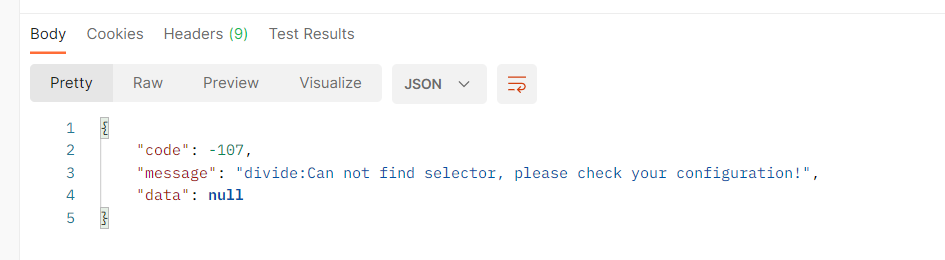 Body Cookies Headers (9) Test Results
Pretty Raw Preview Visualize JSON
1 {
2 "code": -107,
3 "message": "divide:Can not find selector, please check your configuration!",
4 "data": null
5 }